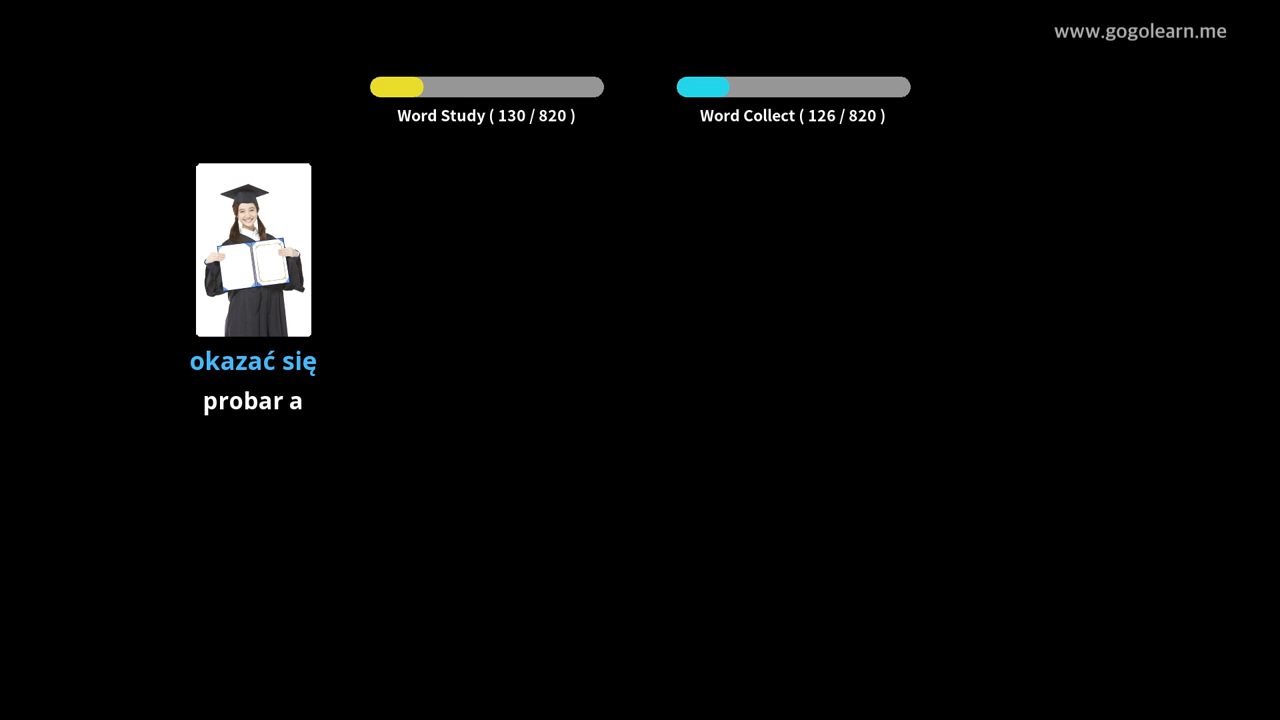 www.gogolearn.me
Word Study ( 130 / 820 )
Word Collect ( 126 / 820 )
okazać się
probar a